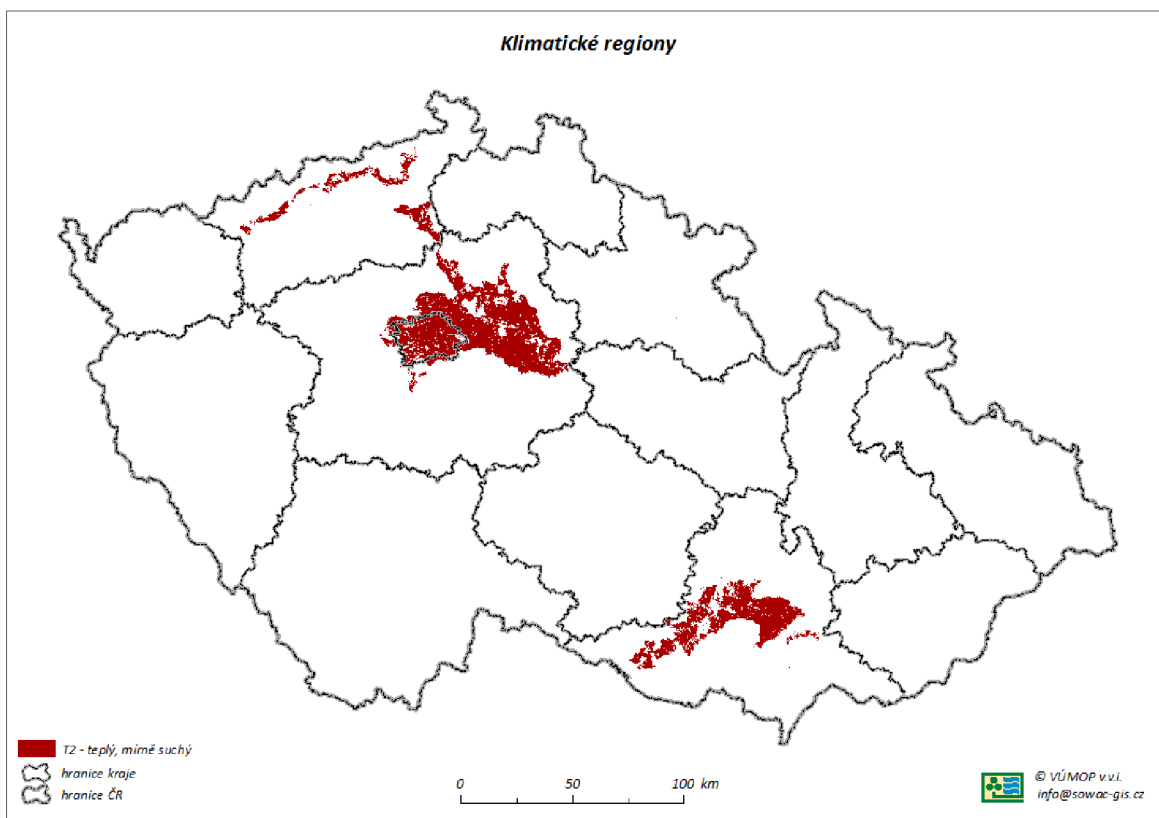 Klimatické regiony
T2 - teplý, mírně suchý
hranice kraje
hranice ČR
0 50 100 km
© VÚMOP v.v.i.
info@sowac-gis.cz